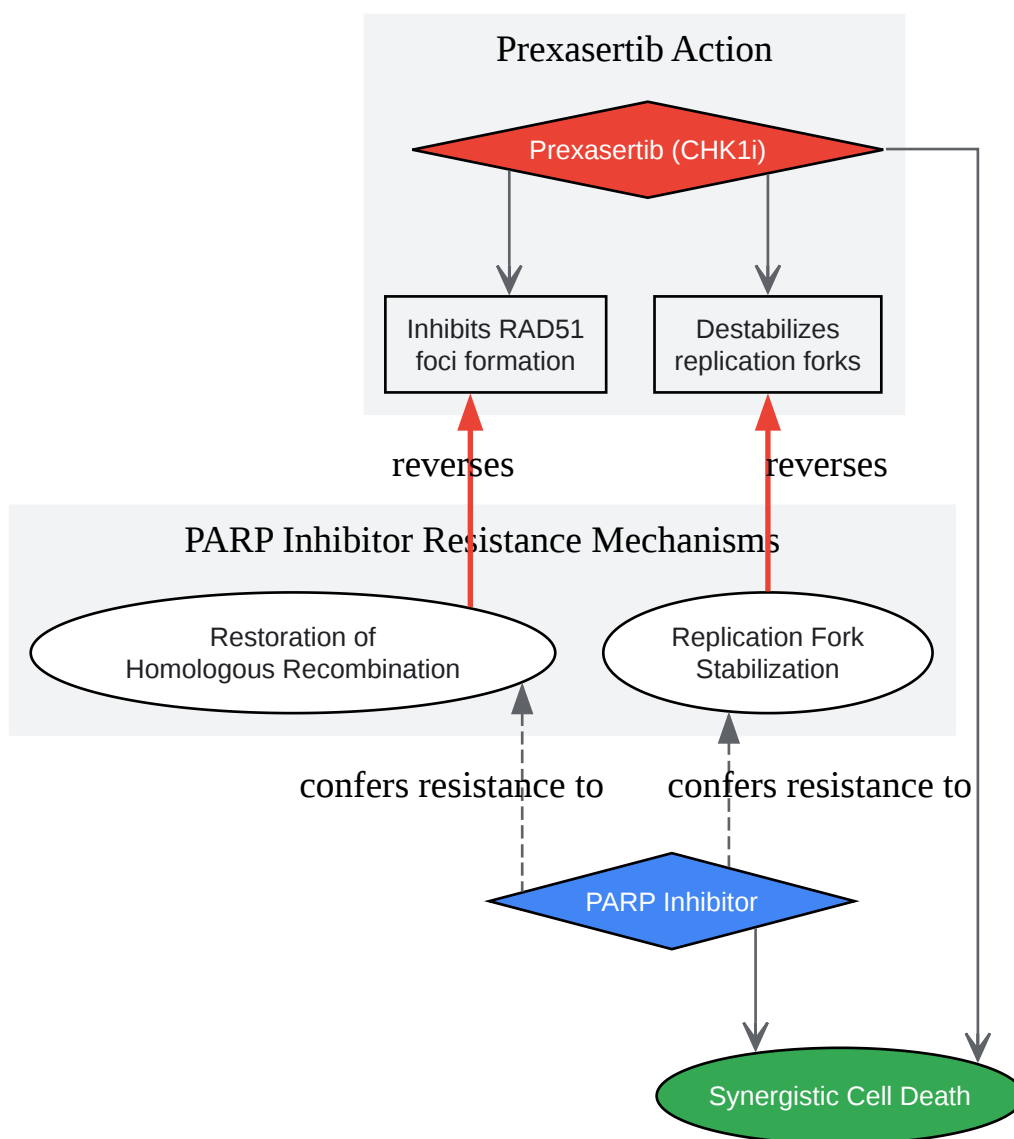 Prexasertib Action
Prexasertib (CHK1i)
Inhibits RAD51
foci formation
Destabilizes
replication forks
reverses
reverses
PARP Inhibitor Resistance Mechanisms
Restoration of
Homologous Recombination
Replication Fork
Stabilization
confers resistance to
confers resistance to
PARP Inhibitor
Synergistic Cell Death